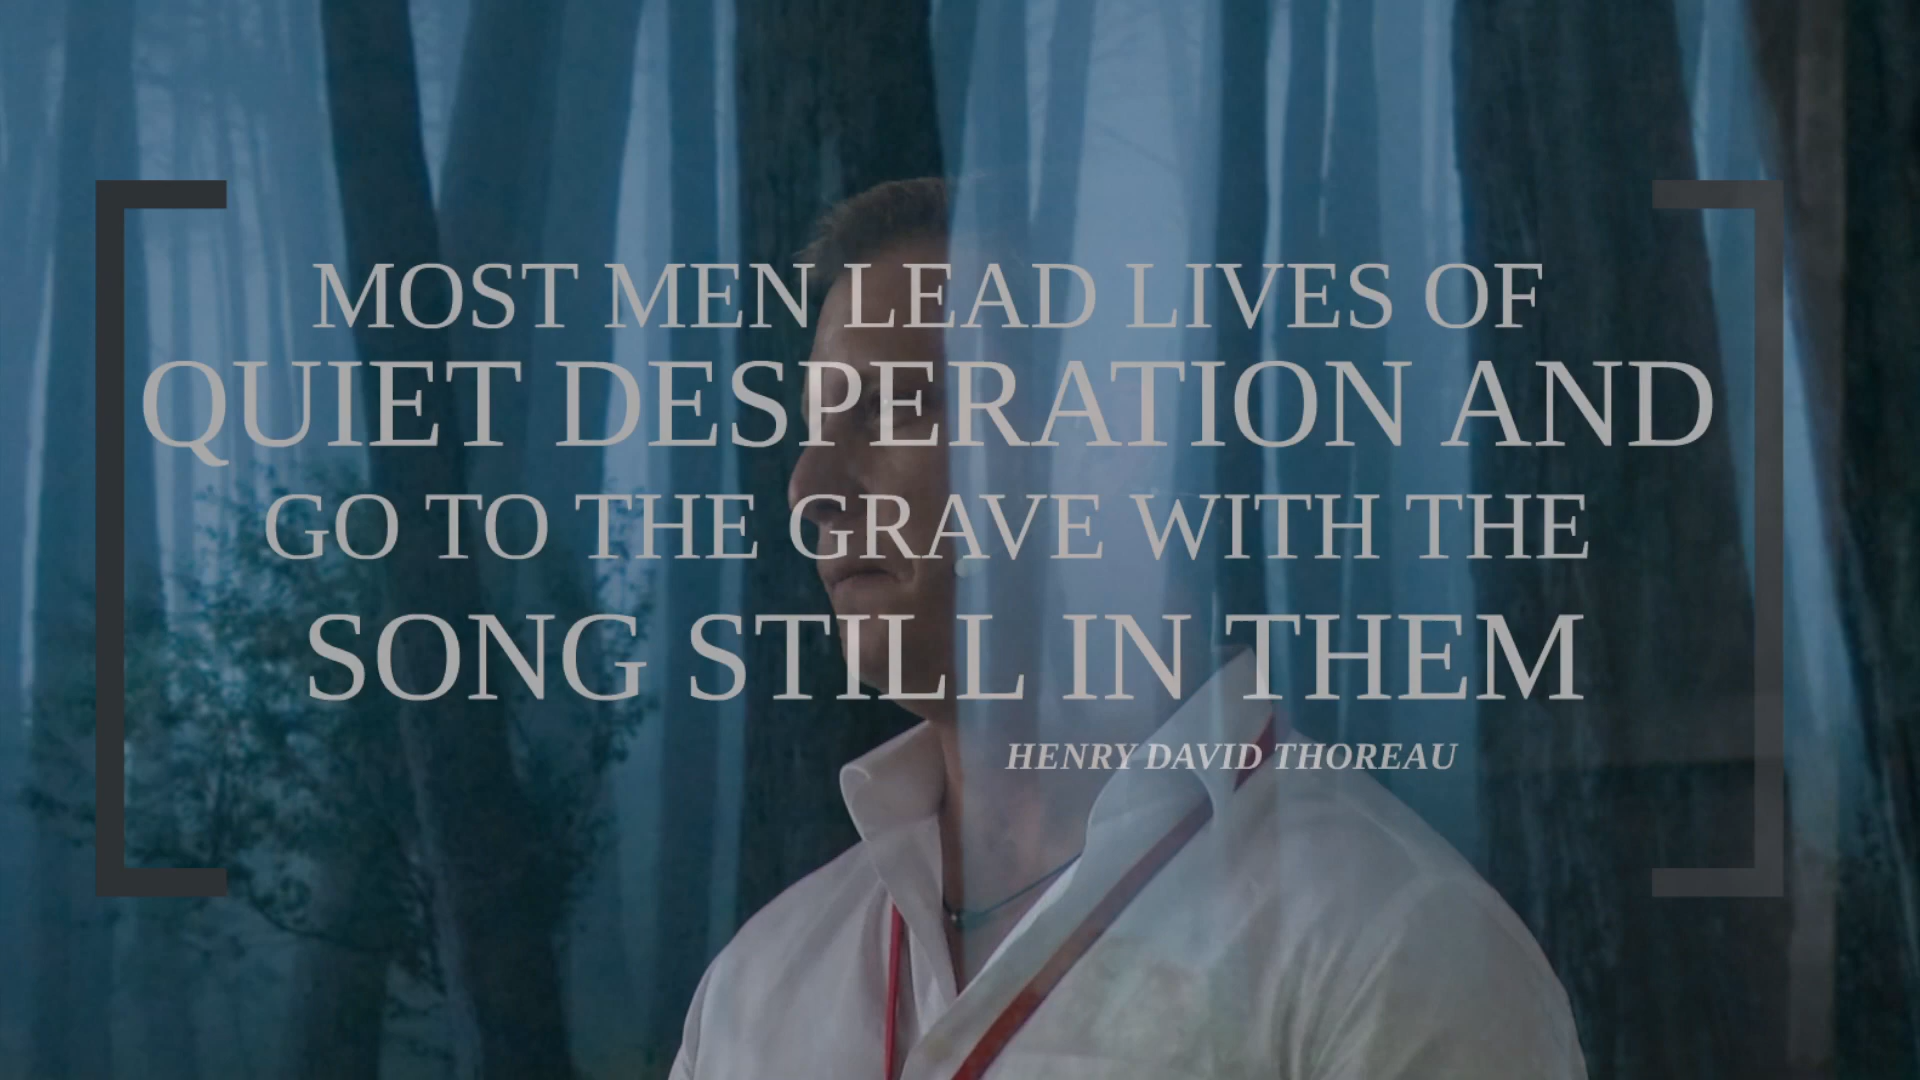 MOST MEN LEAD LIVES OF
QUIET DESPERATION AND
GO TO THE GRAVE WITH THE
SONG STILL IN THEM
HENRY DAVID THOREAU